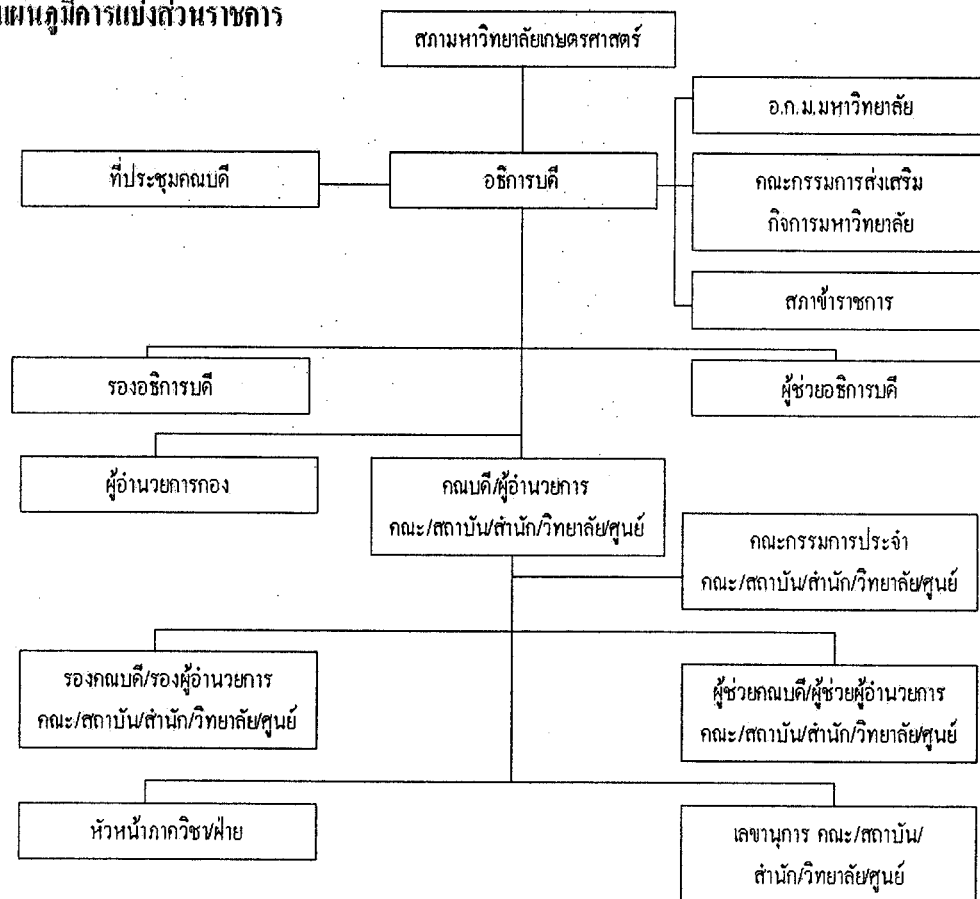 แผนภูมิการแบ่งส่วนราชการ
สภามหาวิทยาลัยเกษตรศาสตร์
อ.ก.ม.มหาวิทยาลัย
ที่ประชุมคณบดี
อธิการบดี
คณะกรรมการส่งเสริม
กิจการมหาวิทยาลัย
สภาข้าราชการ
รองอธิการบดี
ผู้ช่วยอธิการบดี
ผู้อำนวยการกอง
คณบดี/ผู้อำนวยการ
คณะ/สถาบัน/สำนัก/วิทยาลัย/ศูนย์
คณะกรรมการประจำ
คณะ/สถาบัน/สำนัก/วิทยาลัย/ศูนย์
รองคณบดี/รองผู้อำนวยการ
คณะ/สถาบัน/สำนัก/วิทยาลัย/ศูนย์
ผู้ช่วยคณบดี/ผู้ช่วยผู้อำนวยการ
คณะ/สถาบัน/สำนัก/วิทยาลัย/ศูนย์
หัวหน้าภาควิชา/ฝ่าย
เลขานุการ คณะ/สถาบัน/
สำนัก/วิทยาลัย/ศูนย์